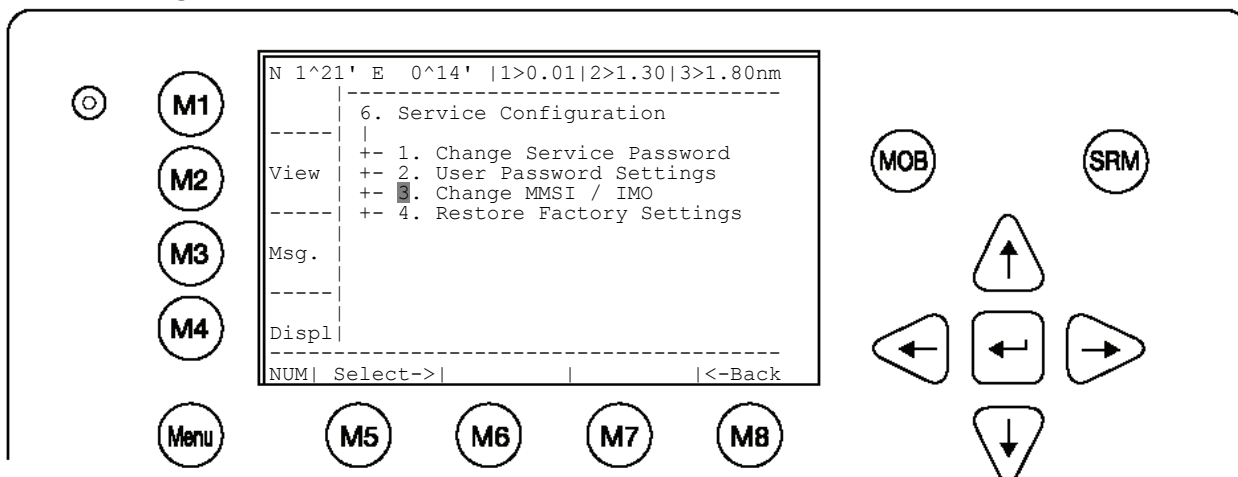 N 1^21' E  0^14' |1>0.01|2>1.30|3>1.80nm
M1
6. Service Configuration
+- 1. Change Service Password
M2
View | +- 2. User Password Settings
+- 3. Change MMSI / IMO
+- 4. Restore Factory Settings
MOB
SRM
M3
Msg.
M4
Displ
NUM| Select->| | |<-Back
Menu
M5
M6
M7
M8